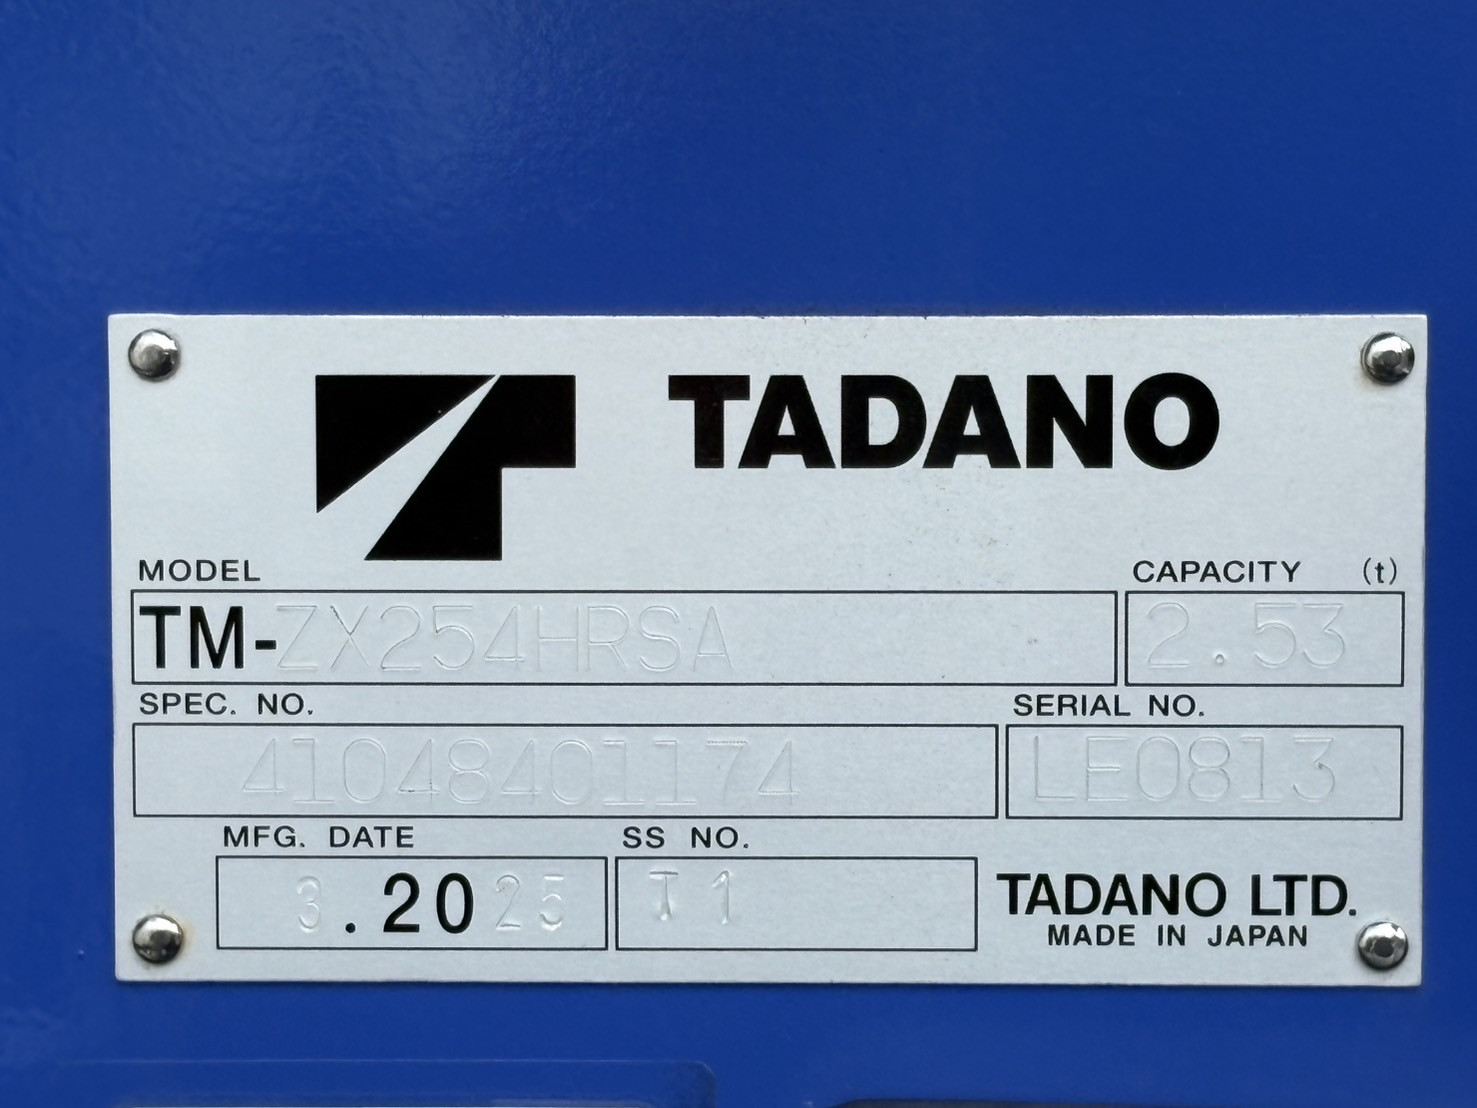 TADANO
MODEL
CAPACITY (t)
TM-ZX254HRSA
2.53
SPEC. NO.
SERIAL NO.
41048401174
LE0813
MFG. DATE
SS NO.
3.2025
T1
TADANO LTD.
MADE IN JAPAN